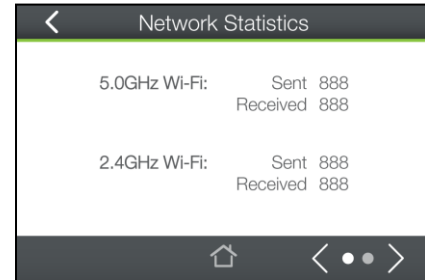 Network Statistics
5.0GHz Wi-Fi: Sent 888
Received 888
2.4GHz Wi-Fi: Sent 888
Received 888